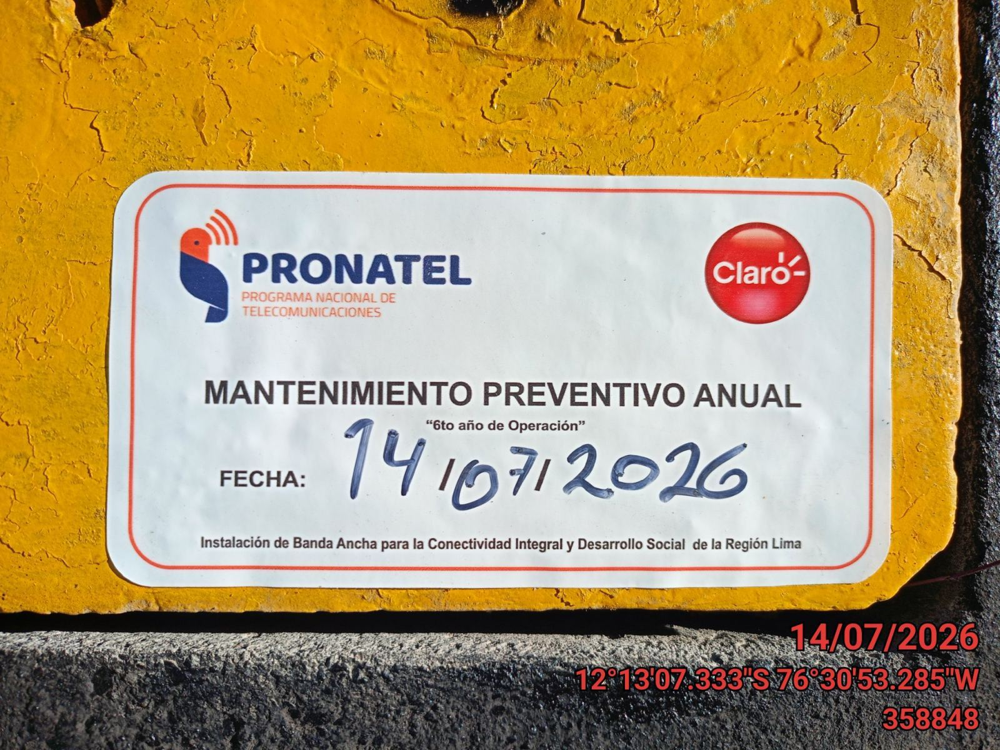 PRONATEL
PROGRAMA NACIONAL DE
TELECOMUNICACIONES
Claro
MANTENIMIENTO PREVENTIVO ANUAL
“6to año de Operación”
FECHA: 14/07/2026
Instalación de Banda Ancha para la Conectividad Integral y Desarrollo Social de la Región Lima
14/07/2026
12°13'07.333"S 76°30'53.285"W
358848